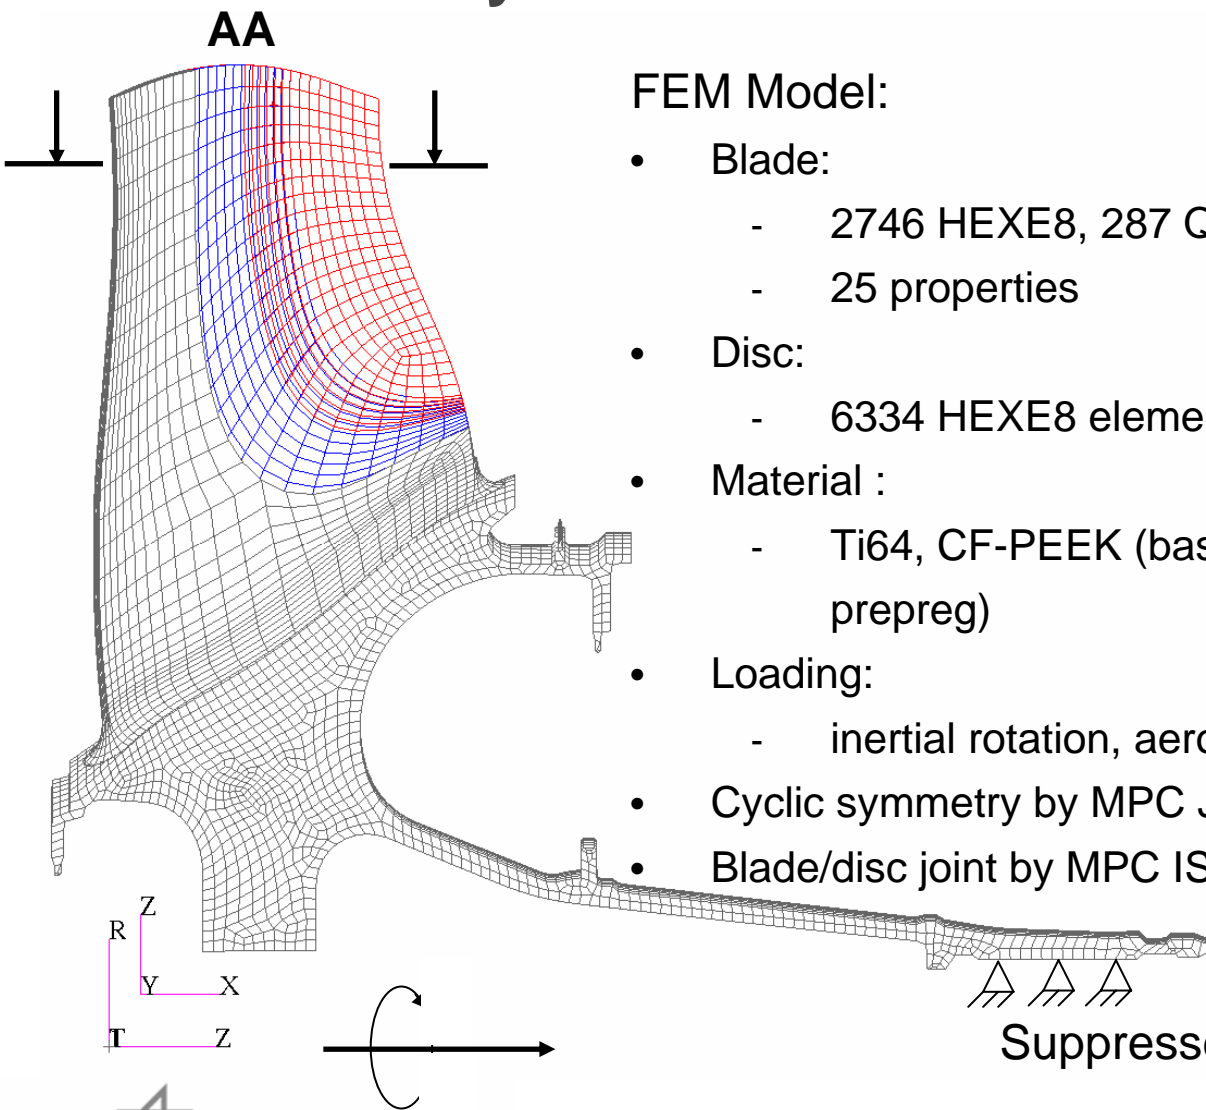 AA
FEM Model:
• Blade:
- 2746 HEXE8, 287 Q
- 25 properties
• Disc:
- 6334 HEXE8 eleme
• Material :
- Ti64, CF-PEEK (bas
prepreg)
• Loading:
- inertial rotation, aero
• Cyclic symmetry by MPC J
• Blade/disc joint by MPC IS
Z
R
Y X
T Z
Suppresse